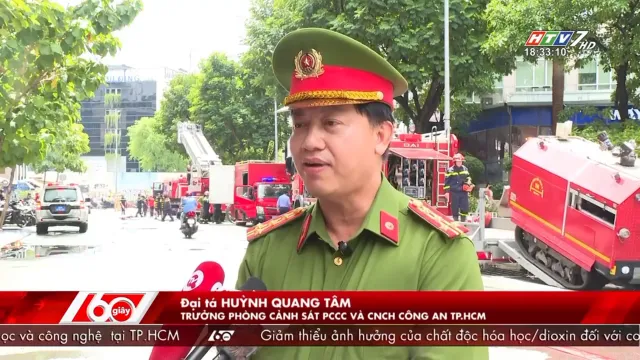 HTV7 HD
18:33:10
60 giây
Đại tá HUỲNH QUANG TÂM
TRƯỞNG PHÒNG CẢNH SÁT PCCC VÀ CNCH CÔNG AN TP.HCM
ọc và công nghệ tại TP.HCM
Giảm thiểu ảnh hưởng của chất độc hóa học/dioxin đối với c